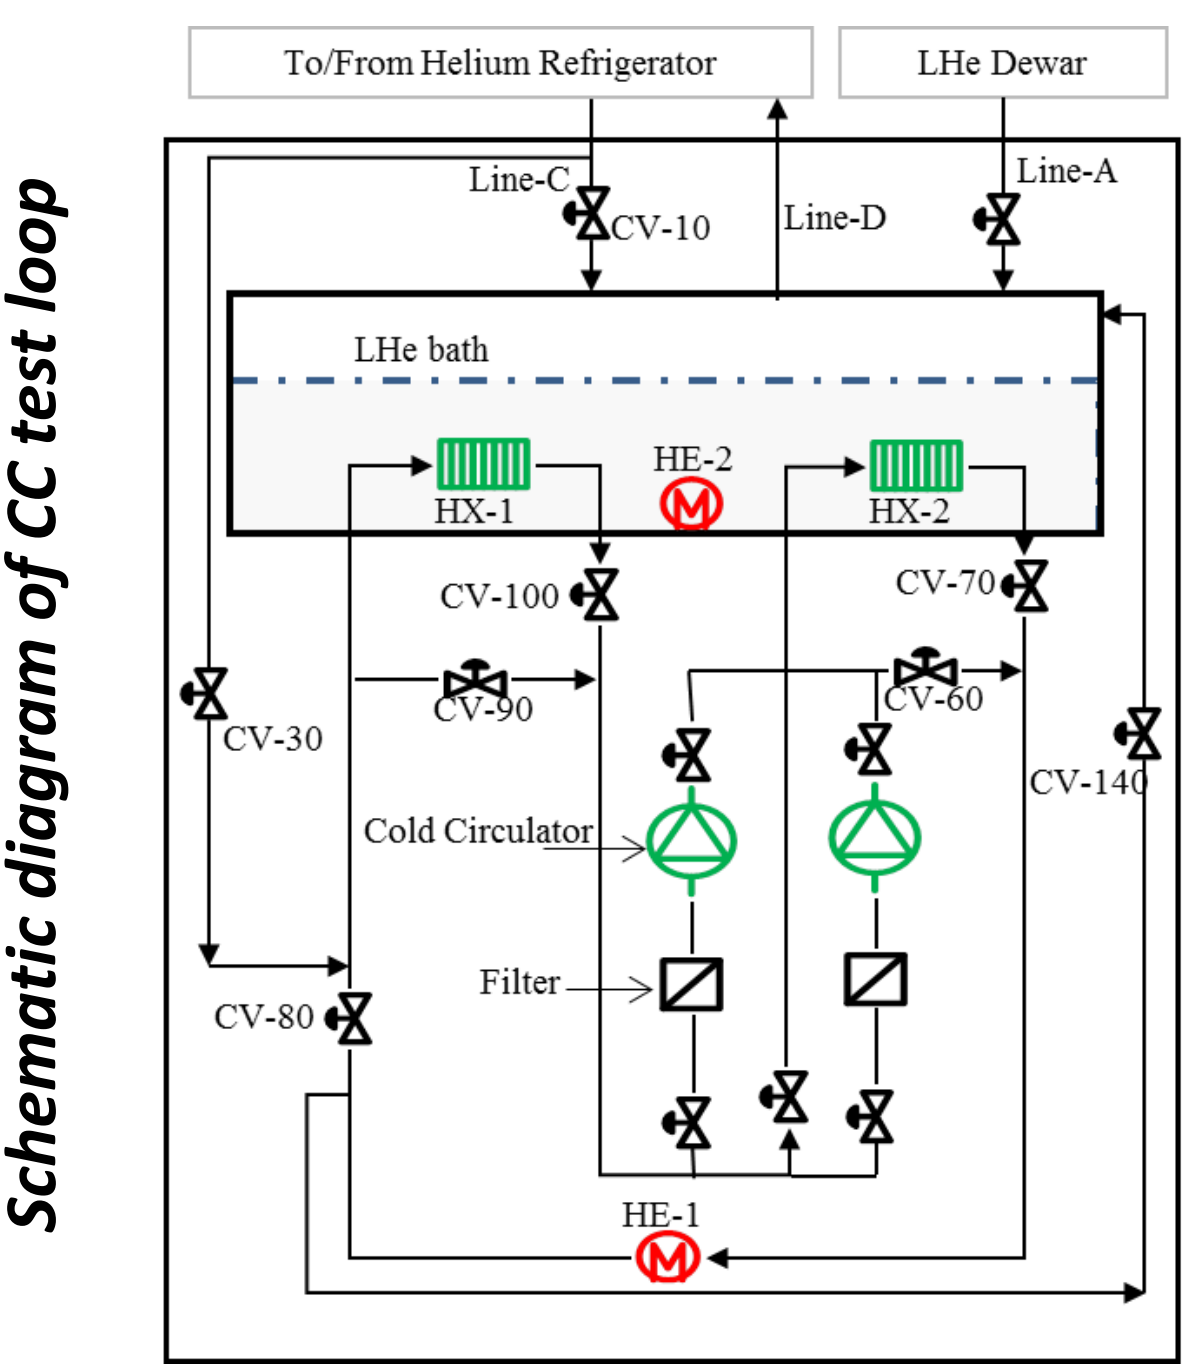 Schematic diagram of CC test loop
To/From Helium Refrigerator
LHe Dewar
Line-C
Line-A
CV-10
Line-D
LHe bath
HE-2
HX-1
HX-2
CV-100
CV-70
CV-90
CV-60
CV-30
CV-140
Cold Circulator
Filter
CV-80
HE-1